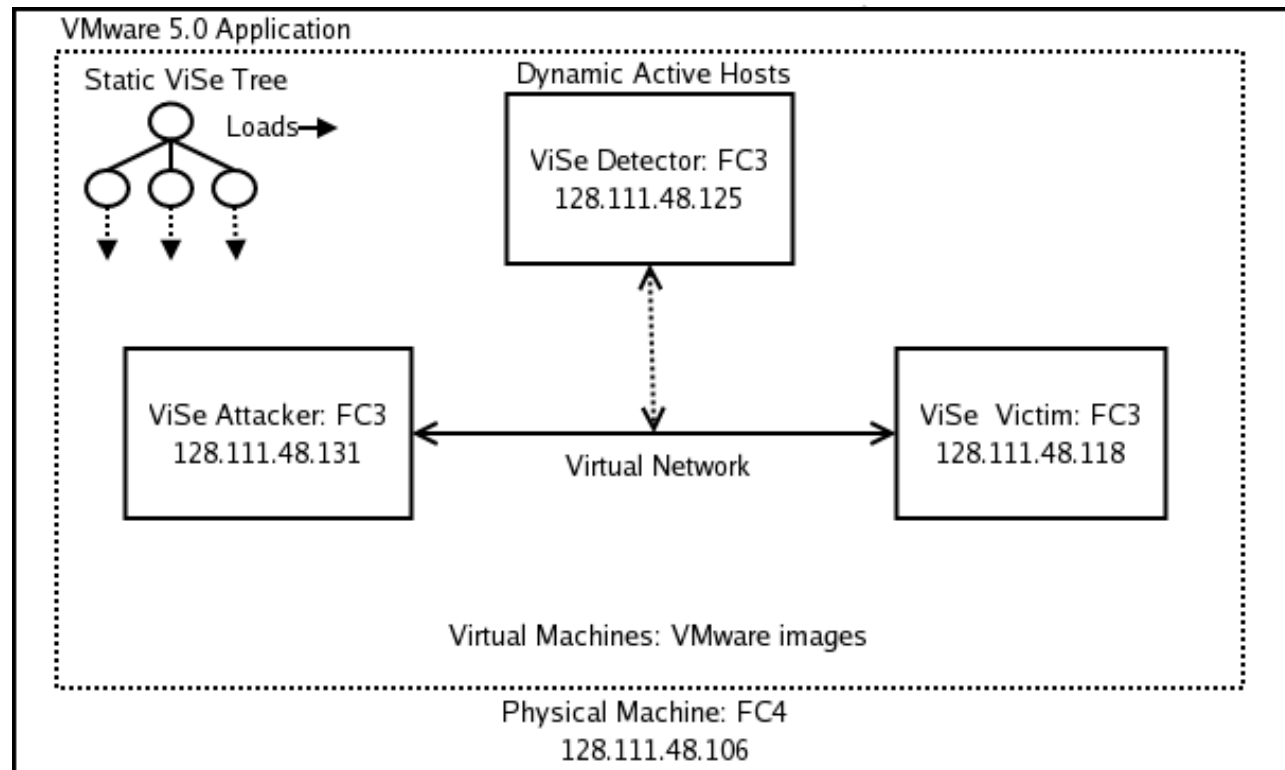 VMware 5.0 Application
Static ViSe Tree
Loads
Dynamic Active Hosts
ViSe Detector: FC3
128.111.48.125
ViSe Attacker: FC3
128.111.48.131
Virtual Network
ViSe Victim: FC3
128.111.48.118
Virtual Machines: VMware images
Physical Machine: FC4
128.111.48.106